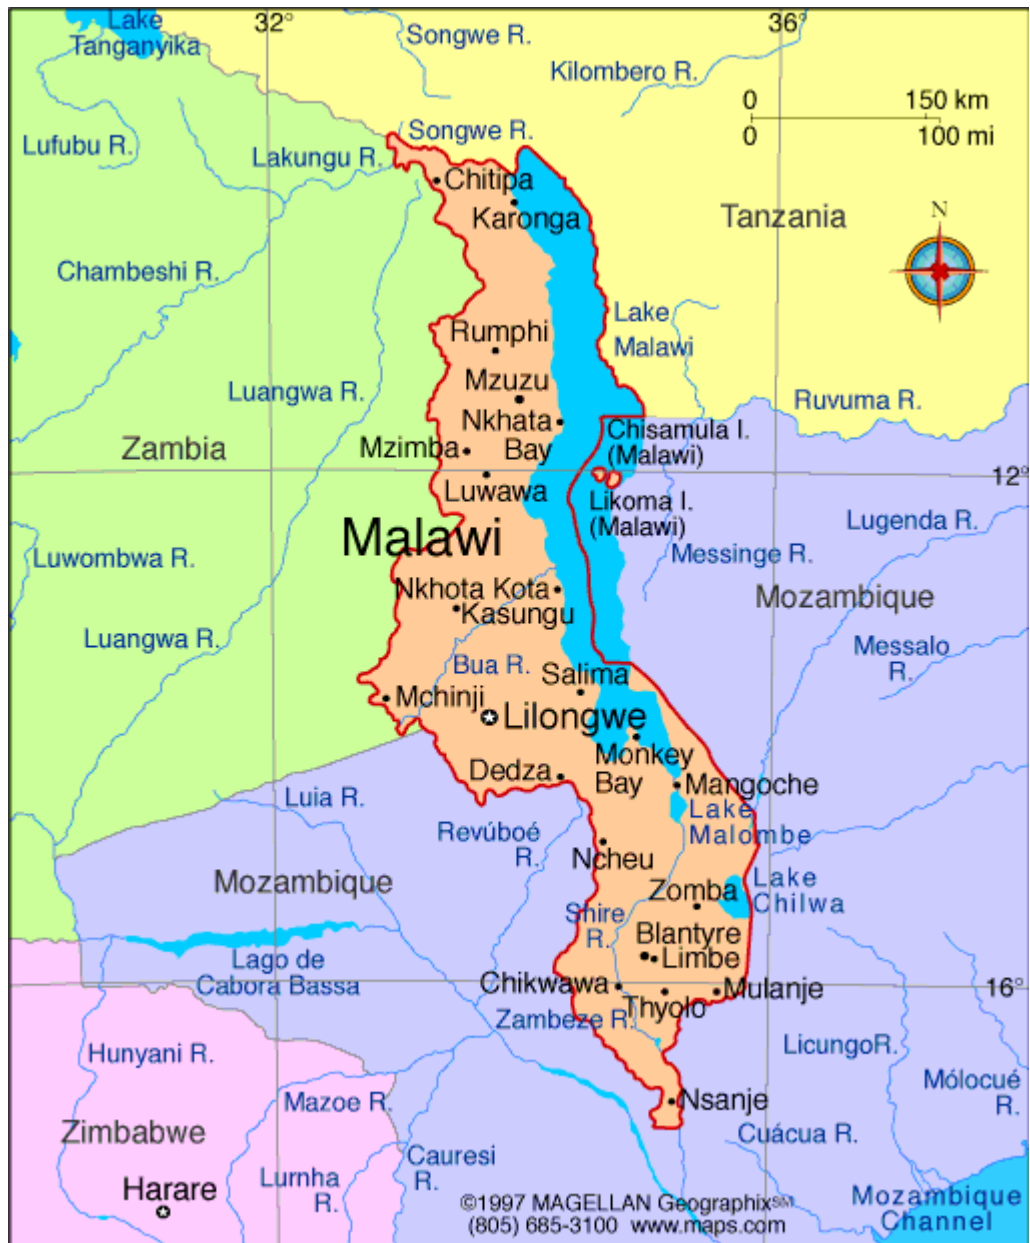 Lake
Tanganyika
32°
36°
Songwe R.
Kilombero R.
0 150 km
0 100 mi
Lufubu R.
Lakungu R.
Songwe R.
Chitipa
Karonga
Tanzania
N
Chambeshi R.
Lake
Malawi
Rumphi
Mzuzu
Luangwa R.
Ruvuma R.
Nkhata
Bay
Chisamula I.
(Malawi)
Zambia
Mzimba
12°
Luwawa
Likoma I.
(Malawi)
Lugenda R.
Malawi
Luwombwa R.
Messinge R.
Nkhota Kota
Kasungu
Mozambique
Luangwa R.
Messalo
R.
Bua R.
Salima
Mchinji
Lilongwe
Monkey
Bay
Dedza
Mangoche
Luia R.
Lake
Malombe
Revúboé
R.
Ncheu
Mozambique
Zomba
Lake
Chilwa
Shire
R.
Blantyre
Limbe
Lago de
Cabora Bassa
Chikwawa
Thyolo
Mulanje
16°
Zambeze R.
Hunyani R.
LicungoR.
Mólocué
R.
Mazoe R.
Nsanje
Zimbabwe
Cuácua R.
Cauresi
R.
Lurnha
R.
Harare
Mozambique
Channel
©1997 MAGELLAN Geographix℠
(805) 685-3100 www.maps.com